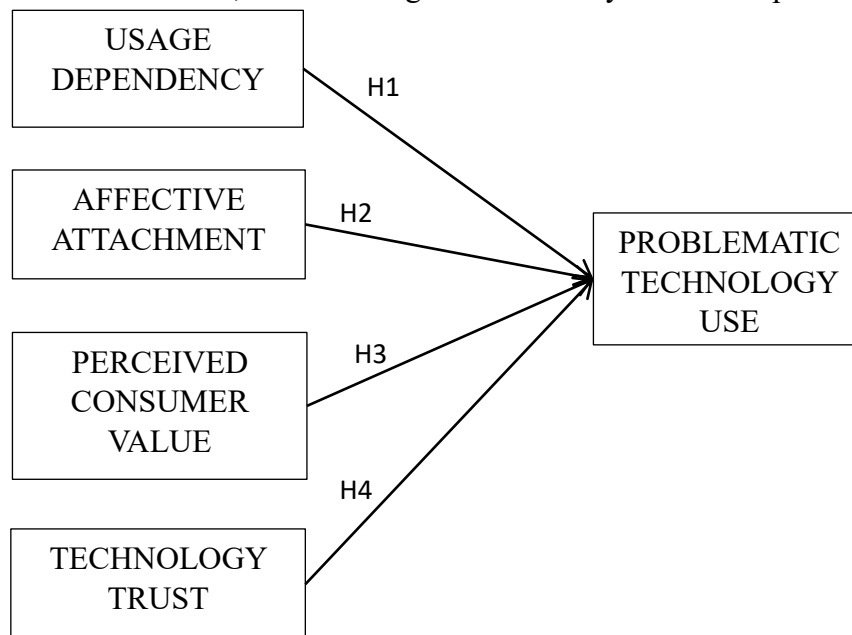 USAGE
DEPENDENCY
H1
AFFECTIVE
ATTACHMENT
H2
PROBLEMATIC
TECHNOLOGY
USE
PERCEIVED
CONSUMER
VALUE
H3
H4
TECHNOLOGY
TRUST